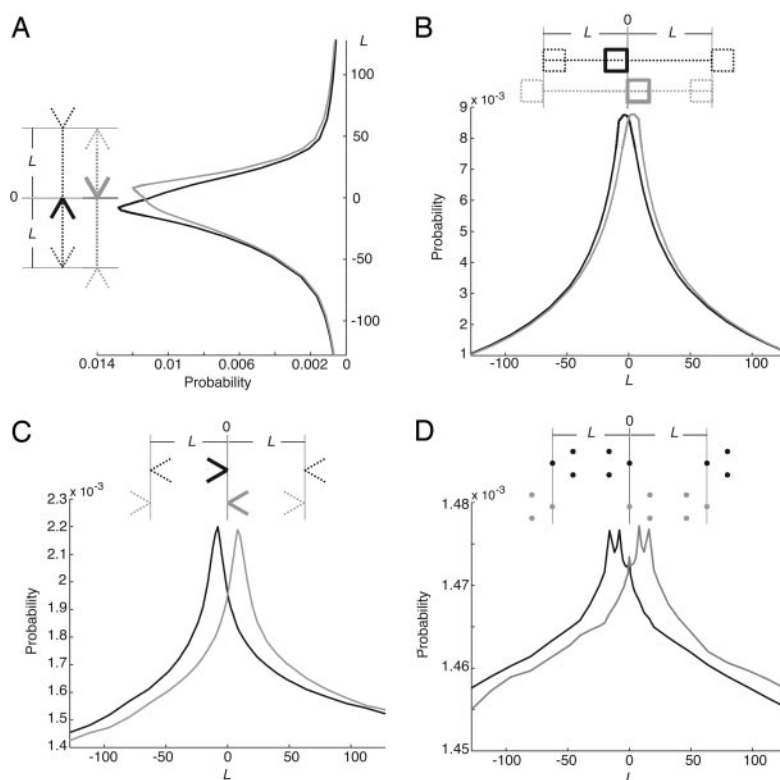 A
L
100
50
0
-50
-100
L
0
L
0.014
0.01
0.006
0.002
0
Probability
B
0
L
L
x 10⁻³
9
8
7
6
5
4
3
2
1
Probability
-100
-50
0
50
100
L
C
0
L
L
x 10⁻³
2.3
2.2
2.1
2.0
1.9
1.8
1.7
1.6
1.5
1.4
Probability
-100
-50
0
50
100
L
D
0
L
L
x 10⁻³
1.48
1.47
1.46
1.45
Probability
-100
-50
0
50
100
L